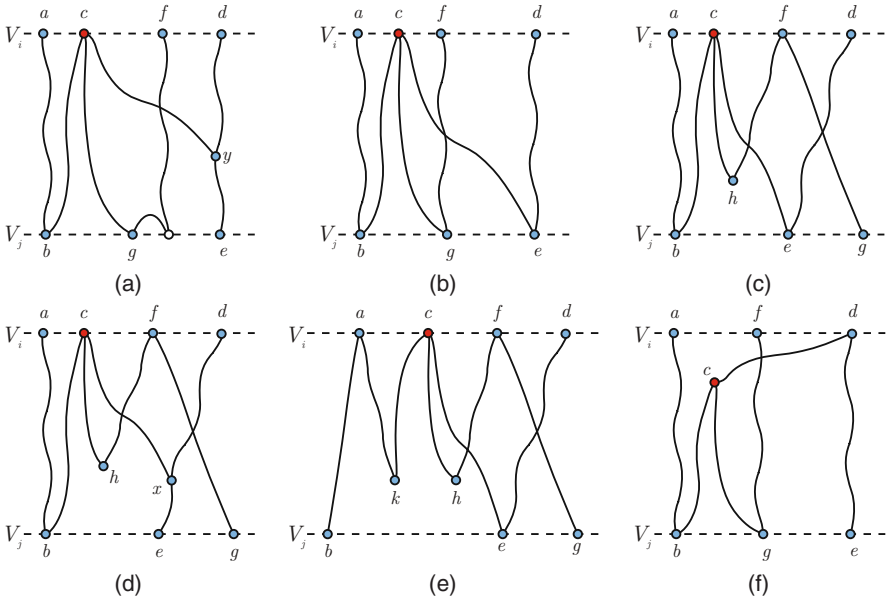 a c f d
V_i
y
V_j
b g e
(a)
a c f d
V_i
V_j
b g e
(b)
a c f d
V_i
h
V_j
b e g
(c)
a c f d
V_i
h
x
V_j
b e g
(d)
a c f d
V_i
k h
V_j
b e g
(e)
a f d
V_i
c
V_j
b g e
(f)